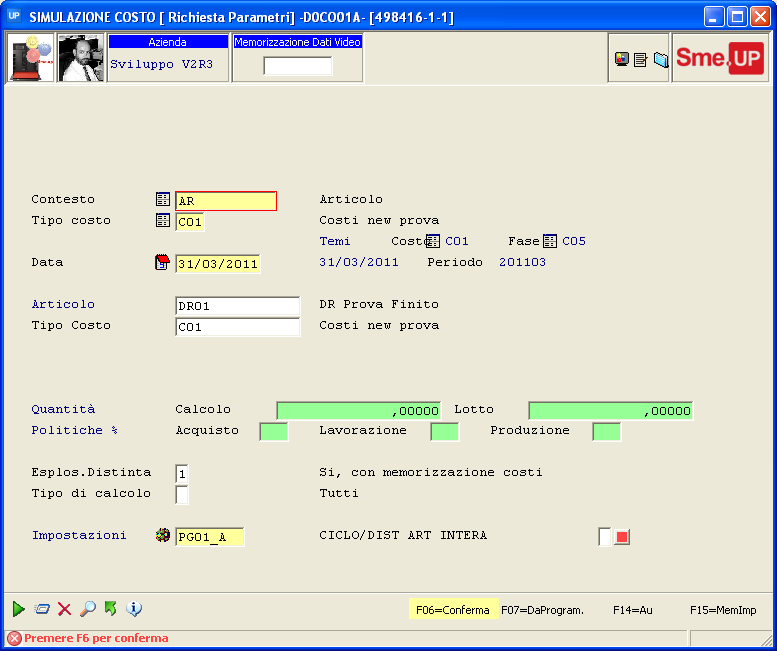 UP SIMULAZIONE COSTO [ Richiesta Parametri] -D0CO01A- [498416-1-1]
Azienda
Memorizzazione Dati Video
Sviluppo V2R3
Sme.UP
Contesto AR Articolo
Tipo costo C01 Costi new prova
Temi Costo C01 Fase C05
Data 31/03/2011 31/03/2011 Periodo 201103
Articolo DR01 DR Prova Finito
Tipo Costo C01 Costi new prova
Quantità Calcolo ,00000 Lotto ,00000
Politiche % Acquisto Lavorazione Produzione
Esplos.Distinta 1 Si, con memorizzazione costi
Tipo di calcolo Tutti
Impostazioni PG01_A CICLO/DIST ART INTERA
F06=Conferma F07=DaProgram. F14=Au F15=MemImp
Premere F6 per conferma